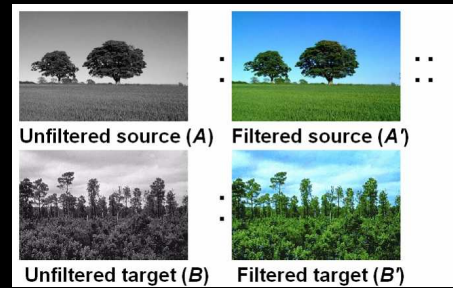 : ::
Unfiltered source (A) Filtered source (A')
:
Unfiltered target (B) Filtered target (B')